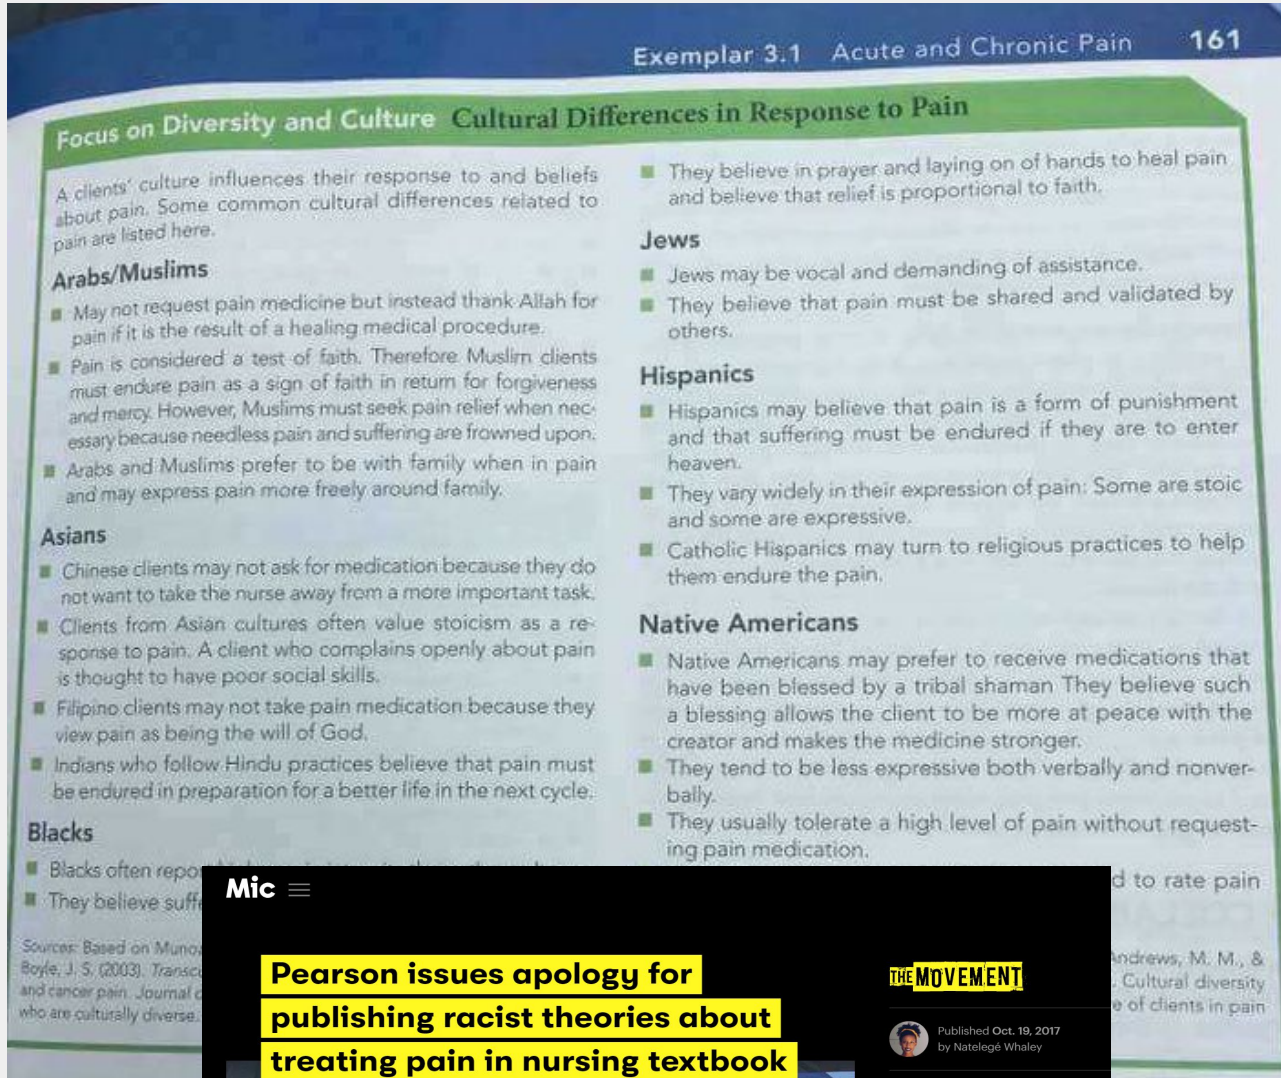 Exemplar 3.1 Acute and Chronic Pain 161
Focus on Diversity and Culture Cultural Differences in Response to Pain
A clients' culture influences their response to and beliefs
about pain. Some common cultural differences related to
pain are listed here.
Arabs/Muslims
May not request pain medicine but instead thank Allah for
pain if it is the result of a healing medical procedure.
Pain is considered a test of faith. Therefore Muslim clients
must endure pain as a sign of faith in return for forgiveness
and mercy. However, Muslims must seek pain relief when nec-
essary because needless pain and suffering are frowned upon.
Arabs and Muslims prefer to be with family when in pain
and may express pain more freely around family.
Asians
Chinese clients may not ask for medication because they do
not want to take the nurse away from a more important task.
Clients from Asian cultures often value stoicism as a re-
sponse to pain. A client who complains openly about pain
is thought to have poor social skills.
Filipino clients may not take pain medication because they
view pain as being the will of God.
Indians who follow Hindu practices believe that pain must
be endured in preparation for a better life in the next cycle.
Blacks
Blacks often repor
They believe suffe
They believe in prayer and laying on of hands to heal pain
and believe that relief is proportional to faith.
Jews
Jews may be vocal and demanding of assistance.
They believe that pain must be shared and validated by
others.
Hispanics
Hispanics may believe that pain is a form of punishment
and that suffering must be endured if they are to enter
heaven.
They vary widely in their expression of pain: Some are stoic
and some are expressive.
Catholic Hispanics may turn to religious practices to help
them endure the pain.
Native Americans
Native Americans may prefer to receive medications that
have been blessed by a tribal shaman They believe such
a blessing allows the client to be more at peace with the
creator and makes the medicine stronger.
They tend to be less expressive both verbally and nonver-
bally.
They usually tolerate a high level of pain without request-
ing pain medication.
d to rate pain
Sources: Based on Munoz
Boyle, J. S. (2003). Transcu
and cancer pain. Journal o
who are culturally diverse.
Andrews, M. M., &
Cultural diversity
e of clients in pain
Mic
Pearson issues apology for
publishing racist theories about
treating pain in nursing textbook
THE MOVEMENT
Published Oct. 19, 2017
by Natelegé Whaley